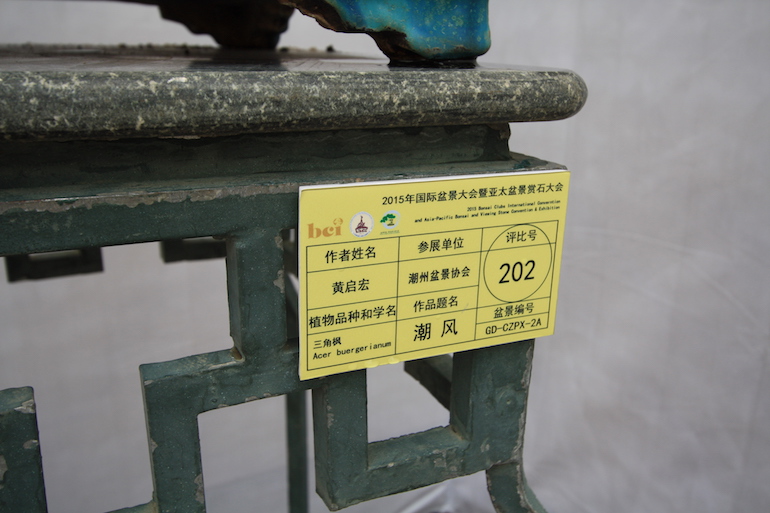 2015年国际盆景大会暨亚太盆景赏石大会
2015 Bonsai Clubs International Convention
and Asia-Pacific Bonsai and Viewing Stone Convention & Exhibition
bci
作者姓名
参展单位
评比号
黄启宏
潮州盆景协会
202
植物品种和学名
作品题名
盆景编号
三角枫
Acer buergerianum
潮风
GD-CZPX-2A